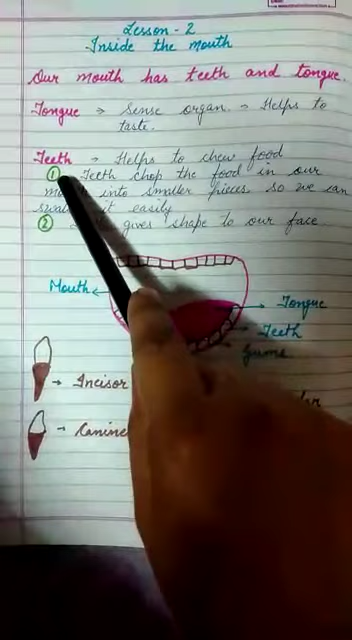 Lesson - 2
Inside the mouth
Our mouth has teeth and tongue.
Tongue → Sense organ. → Helps to
taste.
Teeth → Helps to chew food
① Teeth chop the food in our
into smaller pieces so we can
it easily
② gives shape to our face
Mouth ←
→ Tongue
→ Teeth
→ Gums
→ Incisor
→ Canine